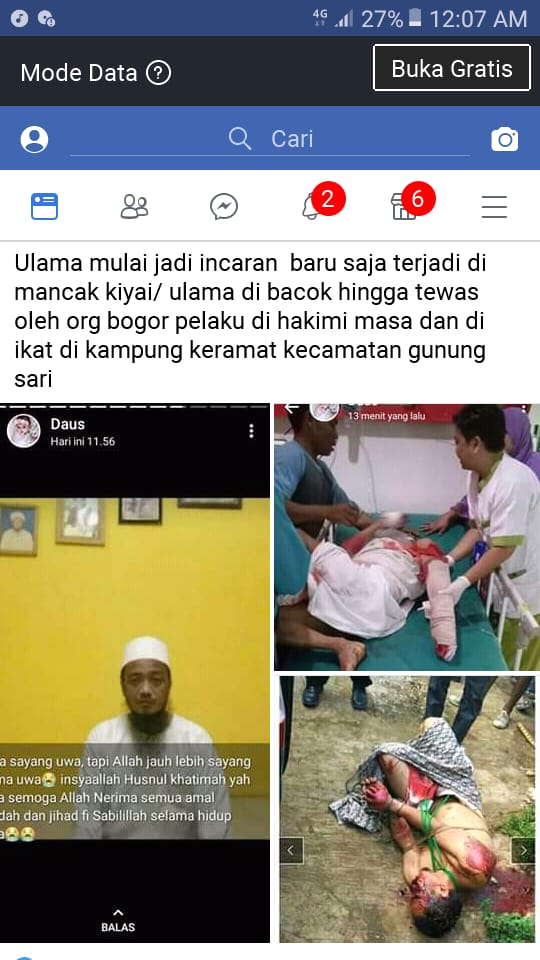 4G 27% 12:07 AM
Mode Data ? Buka Gratis
Cari
2 6
Ulama mulai jadi incaran baru saja terjadi di
mancak kiyai/ ulama di bacok hingga tewas
oleh org bogor pelaku di hakimi masa dan di
ikat di kampung keramat kecamatan gunung
sari
Daus
Hari ini 11.56
a sayang uwa, tapi Allah jauh lebih sayang
ma uwa😭 insyaallah Husnul khatimah yah
a semoga Allah Nerima semua amal
dah dan jihad fi Sabilillah selama hidup
a😭😭
BALAS
13 menit yang lalu